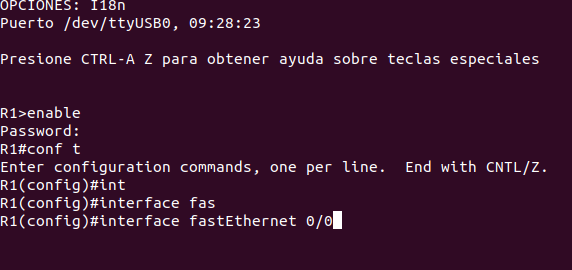 OPCIONES: I18n
Puerto /dev/ttyUSB0, 09:28:23
Presione CTRL-A Z para obtener ayuda sobre teclas especiales
R1>enable
Password:
R1#conf t
Enter configuration commands, one per line.  End with CNTL/Z.
R1(config)#int
R1(config)#interface fas
R1(config)#interface fastEthernet 0/0